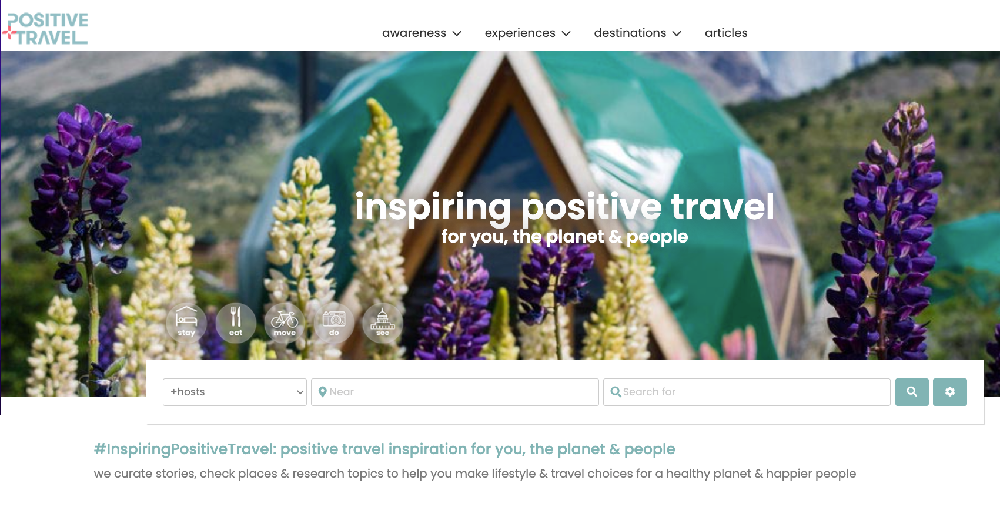 POSITIVE
TRAVEL
awareness
experiences
destinations
articles
inspiring positive travel
for you, the planet & people
stay
eat
move
do
see
+hosts
Near
Search for
#InspiringPositiveTravel: positive travel inspiration for you, the planet & people
we curate stories, check places & research topics to help you make lifestyle & travel choices for a healthy planet & happier people